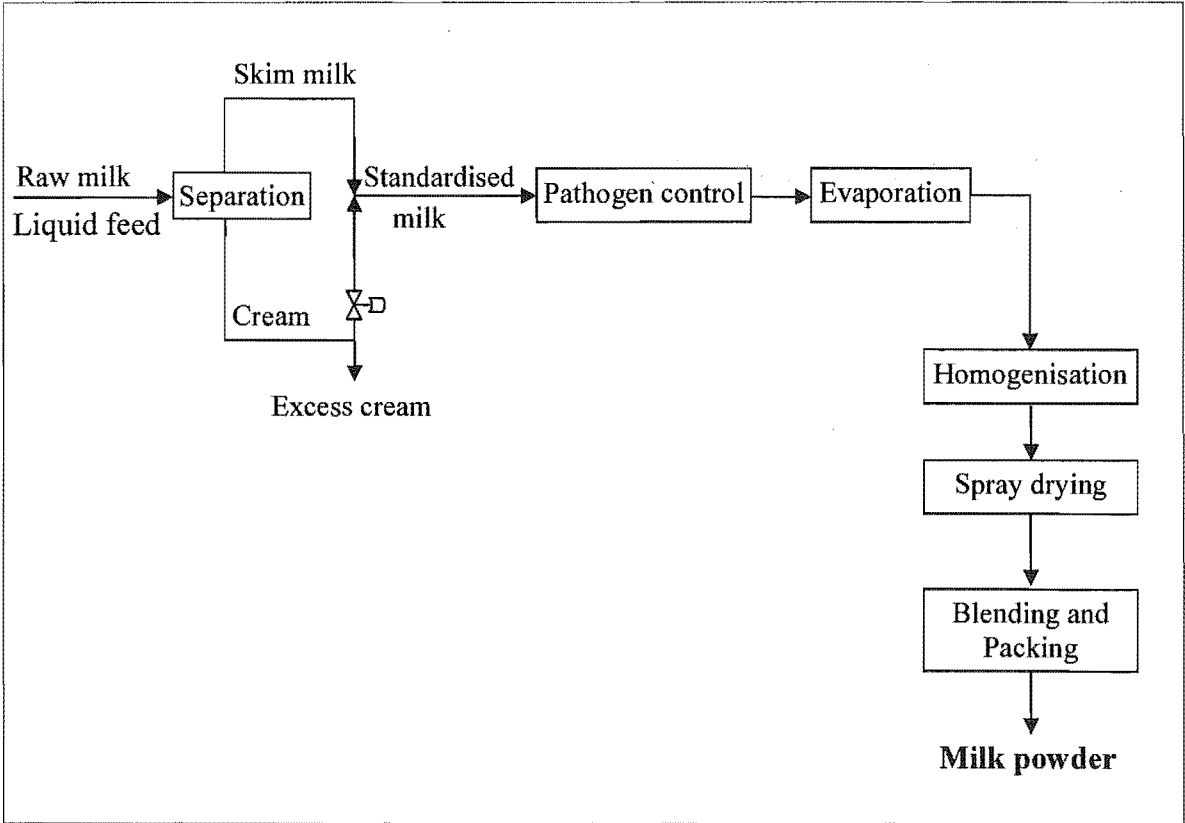 Skim milk
Raw milk
Liquid feed
Separation
Standardised
milk
Pathogen control
Evaporation
Cream
Excess cream
Homogenisation
Spray drying
Blending and
Packing
Milk powder